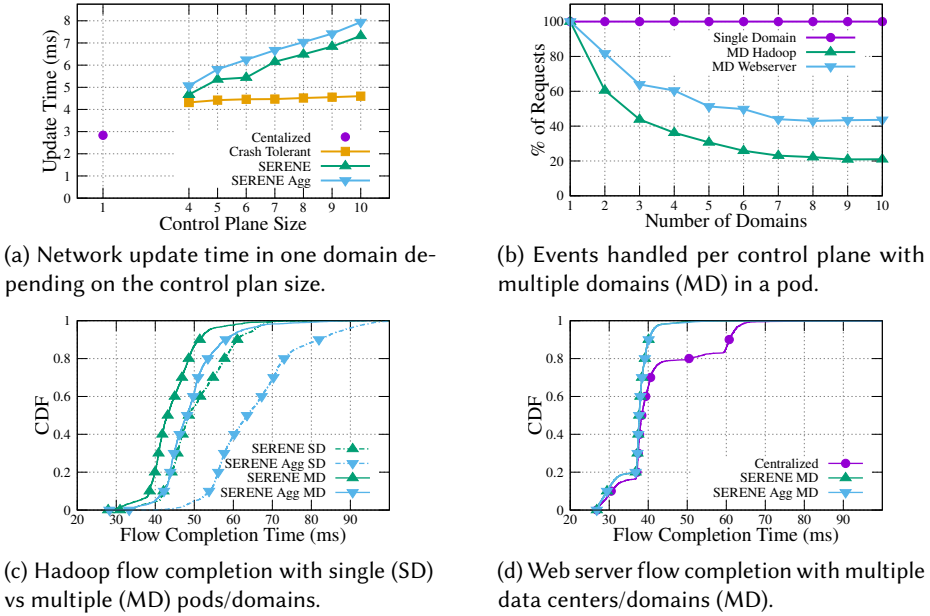 8
7
6
5
4
3
2
1
0
Update Time (ms)
Centalized
Crash Tolerant
SERENE
SERENE Agg
1 4 5 6 7 8 9 10
Control Plane Size
(a) Network update time in one domain de-
pending on the control plan size.
100
80
60
40
20
0
% of Requests
Single Domain
MD Hadoop
MD Webserver
1 2 3 4 5 6 7 8 9 10
Number of Domains
(b) Events handled per control plane with
multiple domains (MD) in a pod.
1
0.8
0.6
0.4
0.2
0
CDF
SERENE SD
SERENE Agg SD
SERENE MD
SERENE Agg MD
20 30 40 50 60 70 80 90
Flow Completion Time (ms)
(c) Hadoop flow completion with single (SD)
vs multiple (MD) pods/domains.
1
0.8
0.6
0.4
0.2
0
CDF
Centralized
SERENE MD
SERENE Agg MD
20 30 40 50 60 70 80 90
Flow Completion Time (ms)
(d) Web server flow completion with multiple
data centers/domains (MD).